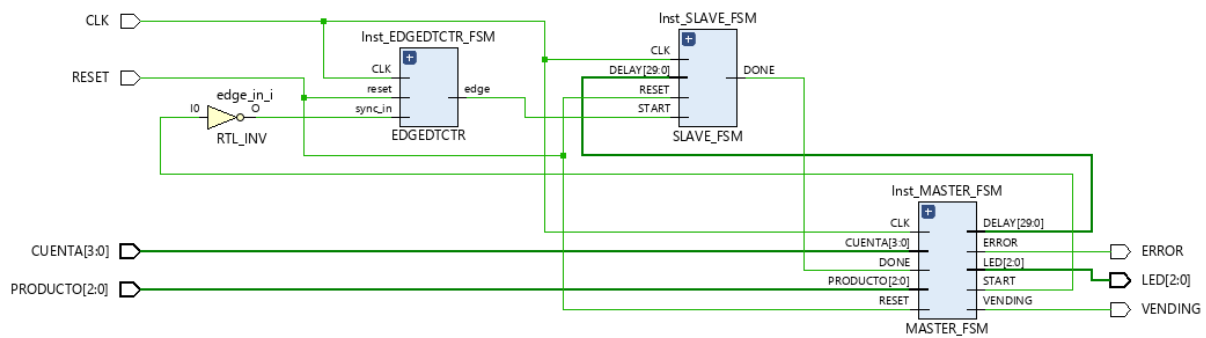 CLK
RESET
CUENTA[3:0]
PRODUCTO[2:0]
edge_in_i
I0
O
RTL_INV
Inst_EDGEDTCTR_FSM
CLK
reset
sync_in
edge
EDGEDTCTR
Inst_SLAVE_FSM
CLK
DELAY[29:0]
RESET
START
DONE
SLAVE_FSM
Inst_MASTER_FSM
CLK
CUENTA[3:0]
DONE
PRODUCTO[2:0]
RESET
DELAY[29:0]
ERROR
LED[2:0]
START
VENDING
MASTER_FSM
ERROR
LED[2:0]
VENDING